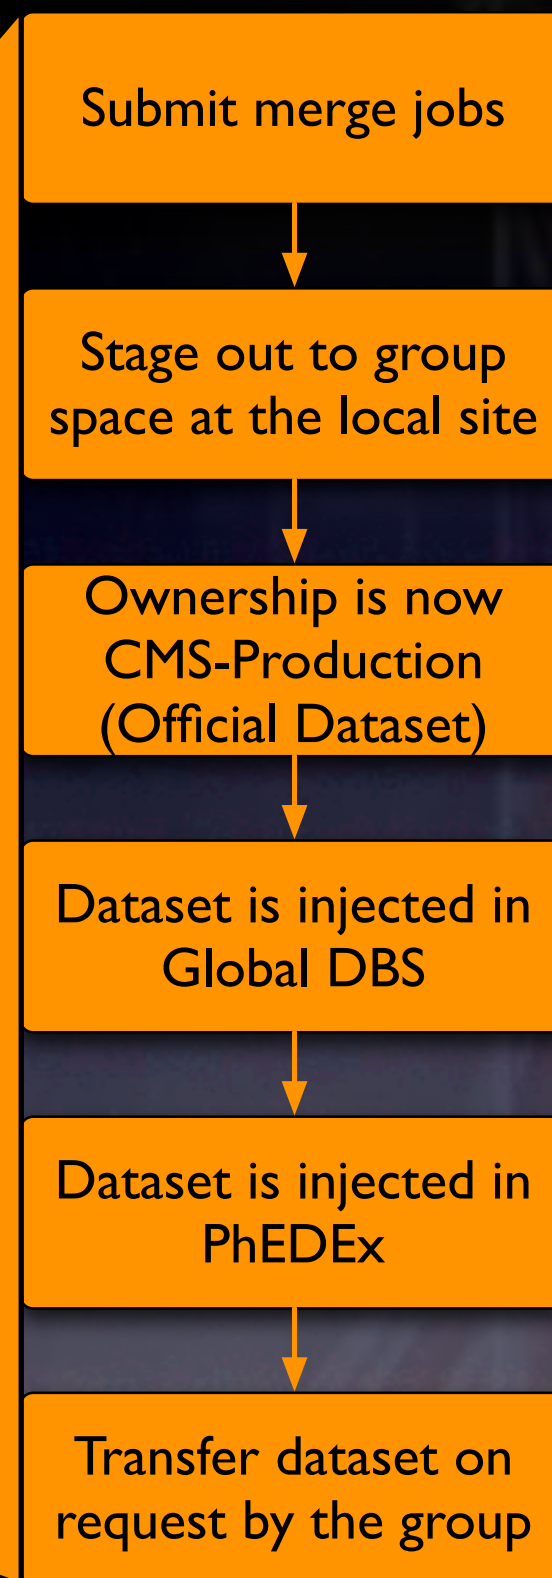 Submit merge jobs
Stage out to group
space at the local site
Ownership is now
CMS-Production
(Official Dataset)
Dataset is injected in
Global DBS
Dataset is injected in
PhEDEx
Transfer dataset on
request by the group